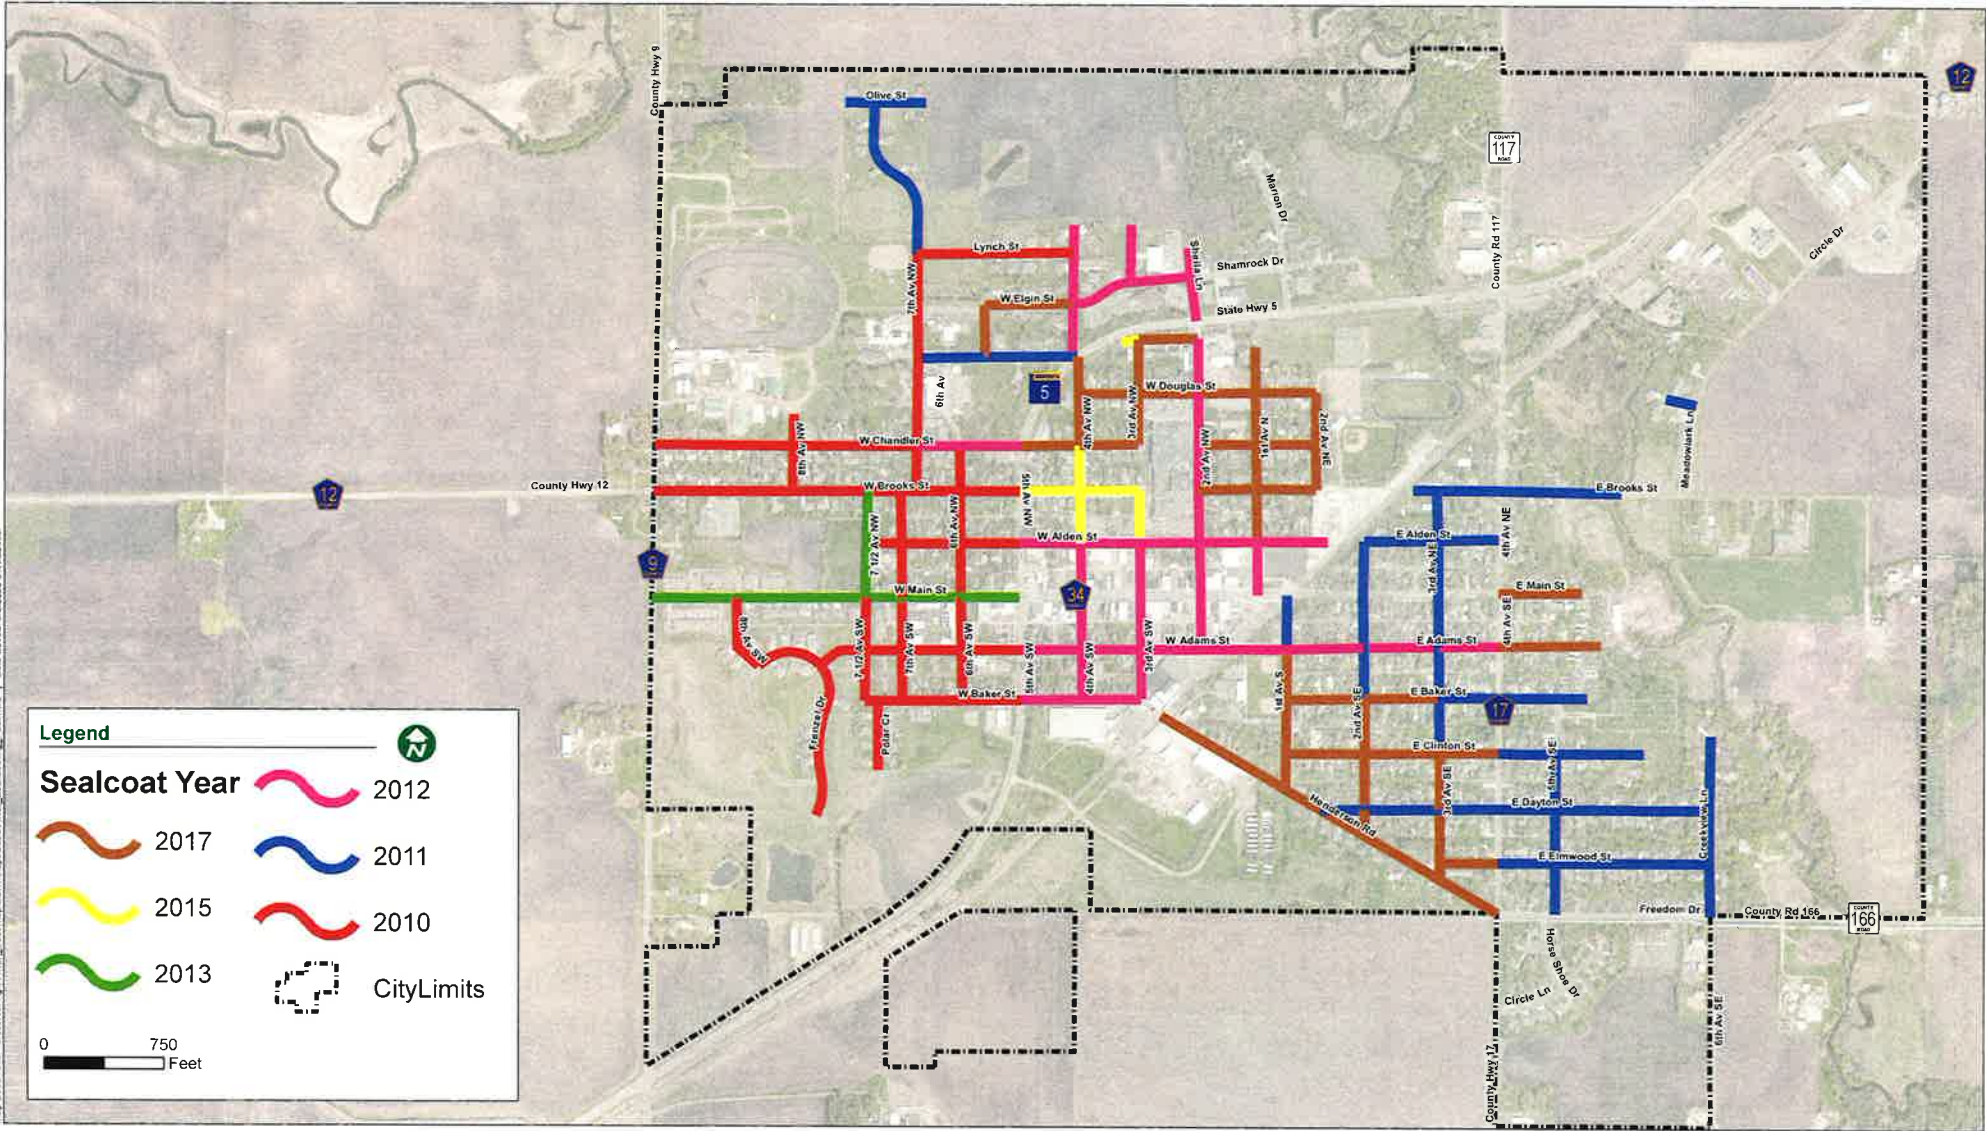 County Hwy 9
12
Olive St
COUNTY
117
ROAD
Marion Dr
County Rd 117
Circle Dr
Lynch St
Sheila Ln
Shamrock Dr
7th Av NW
W Elgin St
State Hwy 5
5
6th Av
W Douglas St
4th Av NW
3rd Av NW
2nd Av NE
1st Av N
8th Av NW
W Chandler St
2nd Av NW
Meadowlark Ln
County Hwy 12
12
W Brooks St
5th Av NW
E Brooks St
7 1/2 Av NW
6th Av NW
W Alden St
E Alden St
4th Av NE
3rd Av NE
9
W Main St
34
E Main St
8th Av SW
7 1/2 Av SW
7th Av SW
6th Av SW
5th Av SW
4th Av SW
3rd Av SW
W Adams St
E Adams St
4th Av SE
W Baker St
1st Av S
2nd Av SE
E Baker St
17
Frenzel Dr
Polar Ct
E Clinton St
5th Av SE
3rd Av SE
Henderson Rd
E Dayton St
Creekview Ln
E Elmwood St
Freedom Dr
County Rd 166
COUNTY
166
ROAD
Horse Shoe Dr
Circle Ln
6th Av SE
County Hwy 17
Legend
N
Sealcoat Year
2017
2015
2013
2012
2011
2010
CityLimits
0 750
Feet